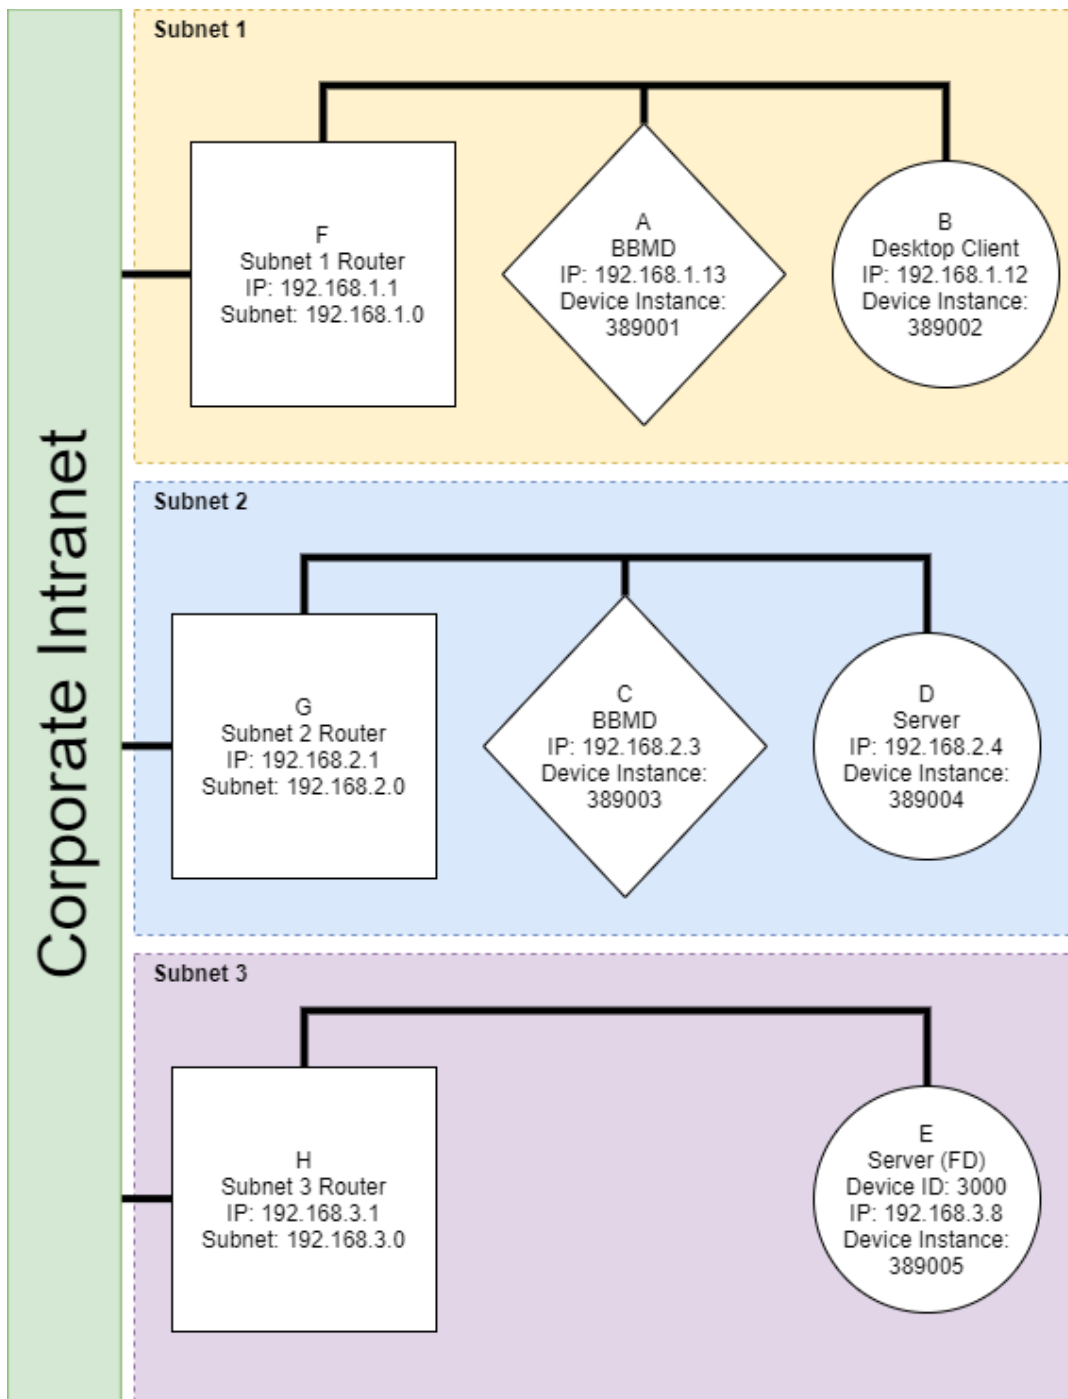 Corporate Intranet
Subnet 1
F
Subnet 1 Router
IP: 192.168.1.1
Subnet: 192.168.1.0
A
BBMD
IP: 192.168.1.13
Device Instance:
389001
B
Desktop Client
IP: 192.168.1.12
Device Instance:
389002
Subnet 2
G
Subnet 2 Router
IP: 192.168.2.1
Subnet: 192.168.2.0
C
BBMD
IP: 192.168.2.3
Device Instance:
389003
D
Server
IP: 192.168.2.4
Device Instance:
389004
Subnet 3
H
Subnet 3 Router
IP: 192.168.3.1
Subnet: 192.168.3.0
E
Server (FD)
Device ID: 3000
IP: 192.168.3.8
Device Instance:
389005